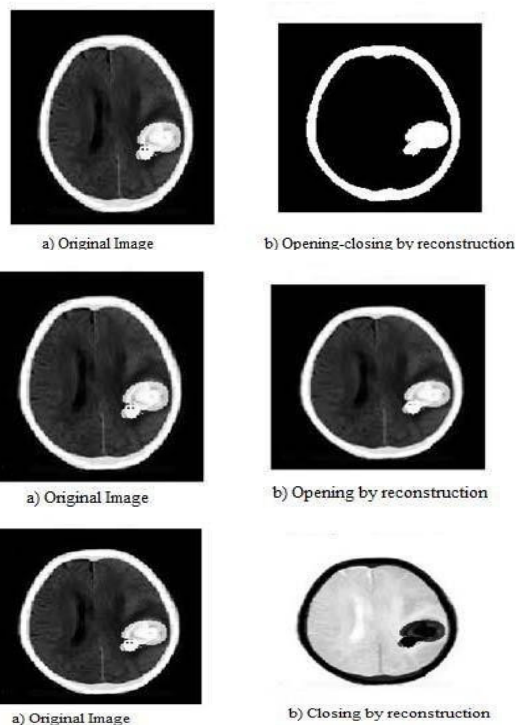 a) Original Image
b) Opening-closing by reconstruction
a) Original Image
b) Opening by reconstruction
a) Original Image
b) Closing by reconstruction